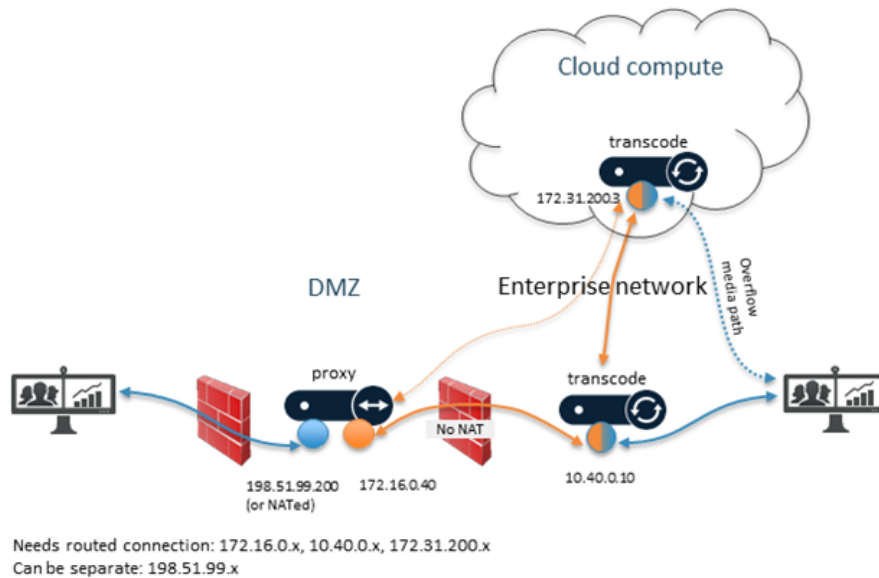 Cloud compute
transcode
172.31.200.3
Overflow
media path
DMZ
Enterprise network
proxy
transcode
No NAT
198.51.99.200
(or NATed)
172.16.0.40
10.40.0.10
Needs routed connection: 172.16.0.x, 10.40.0.x, 172.31.200.x
Can be separate: 198.51.99.x